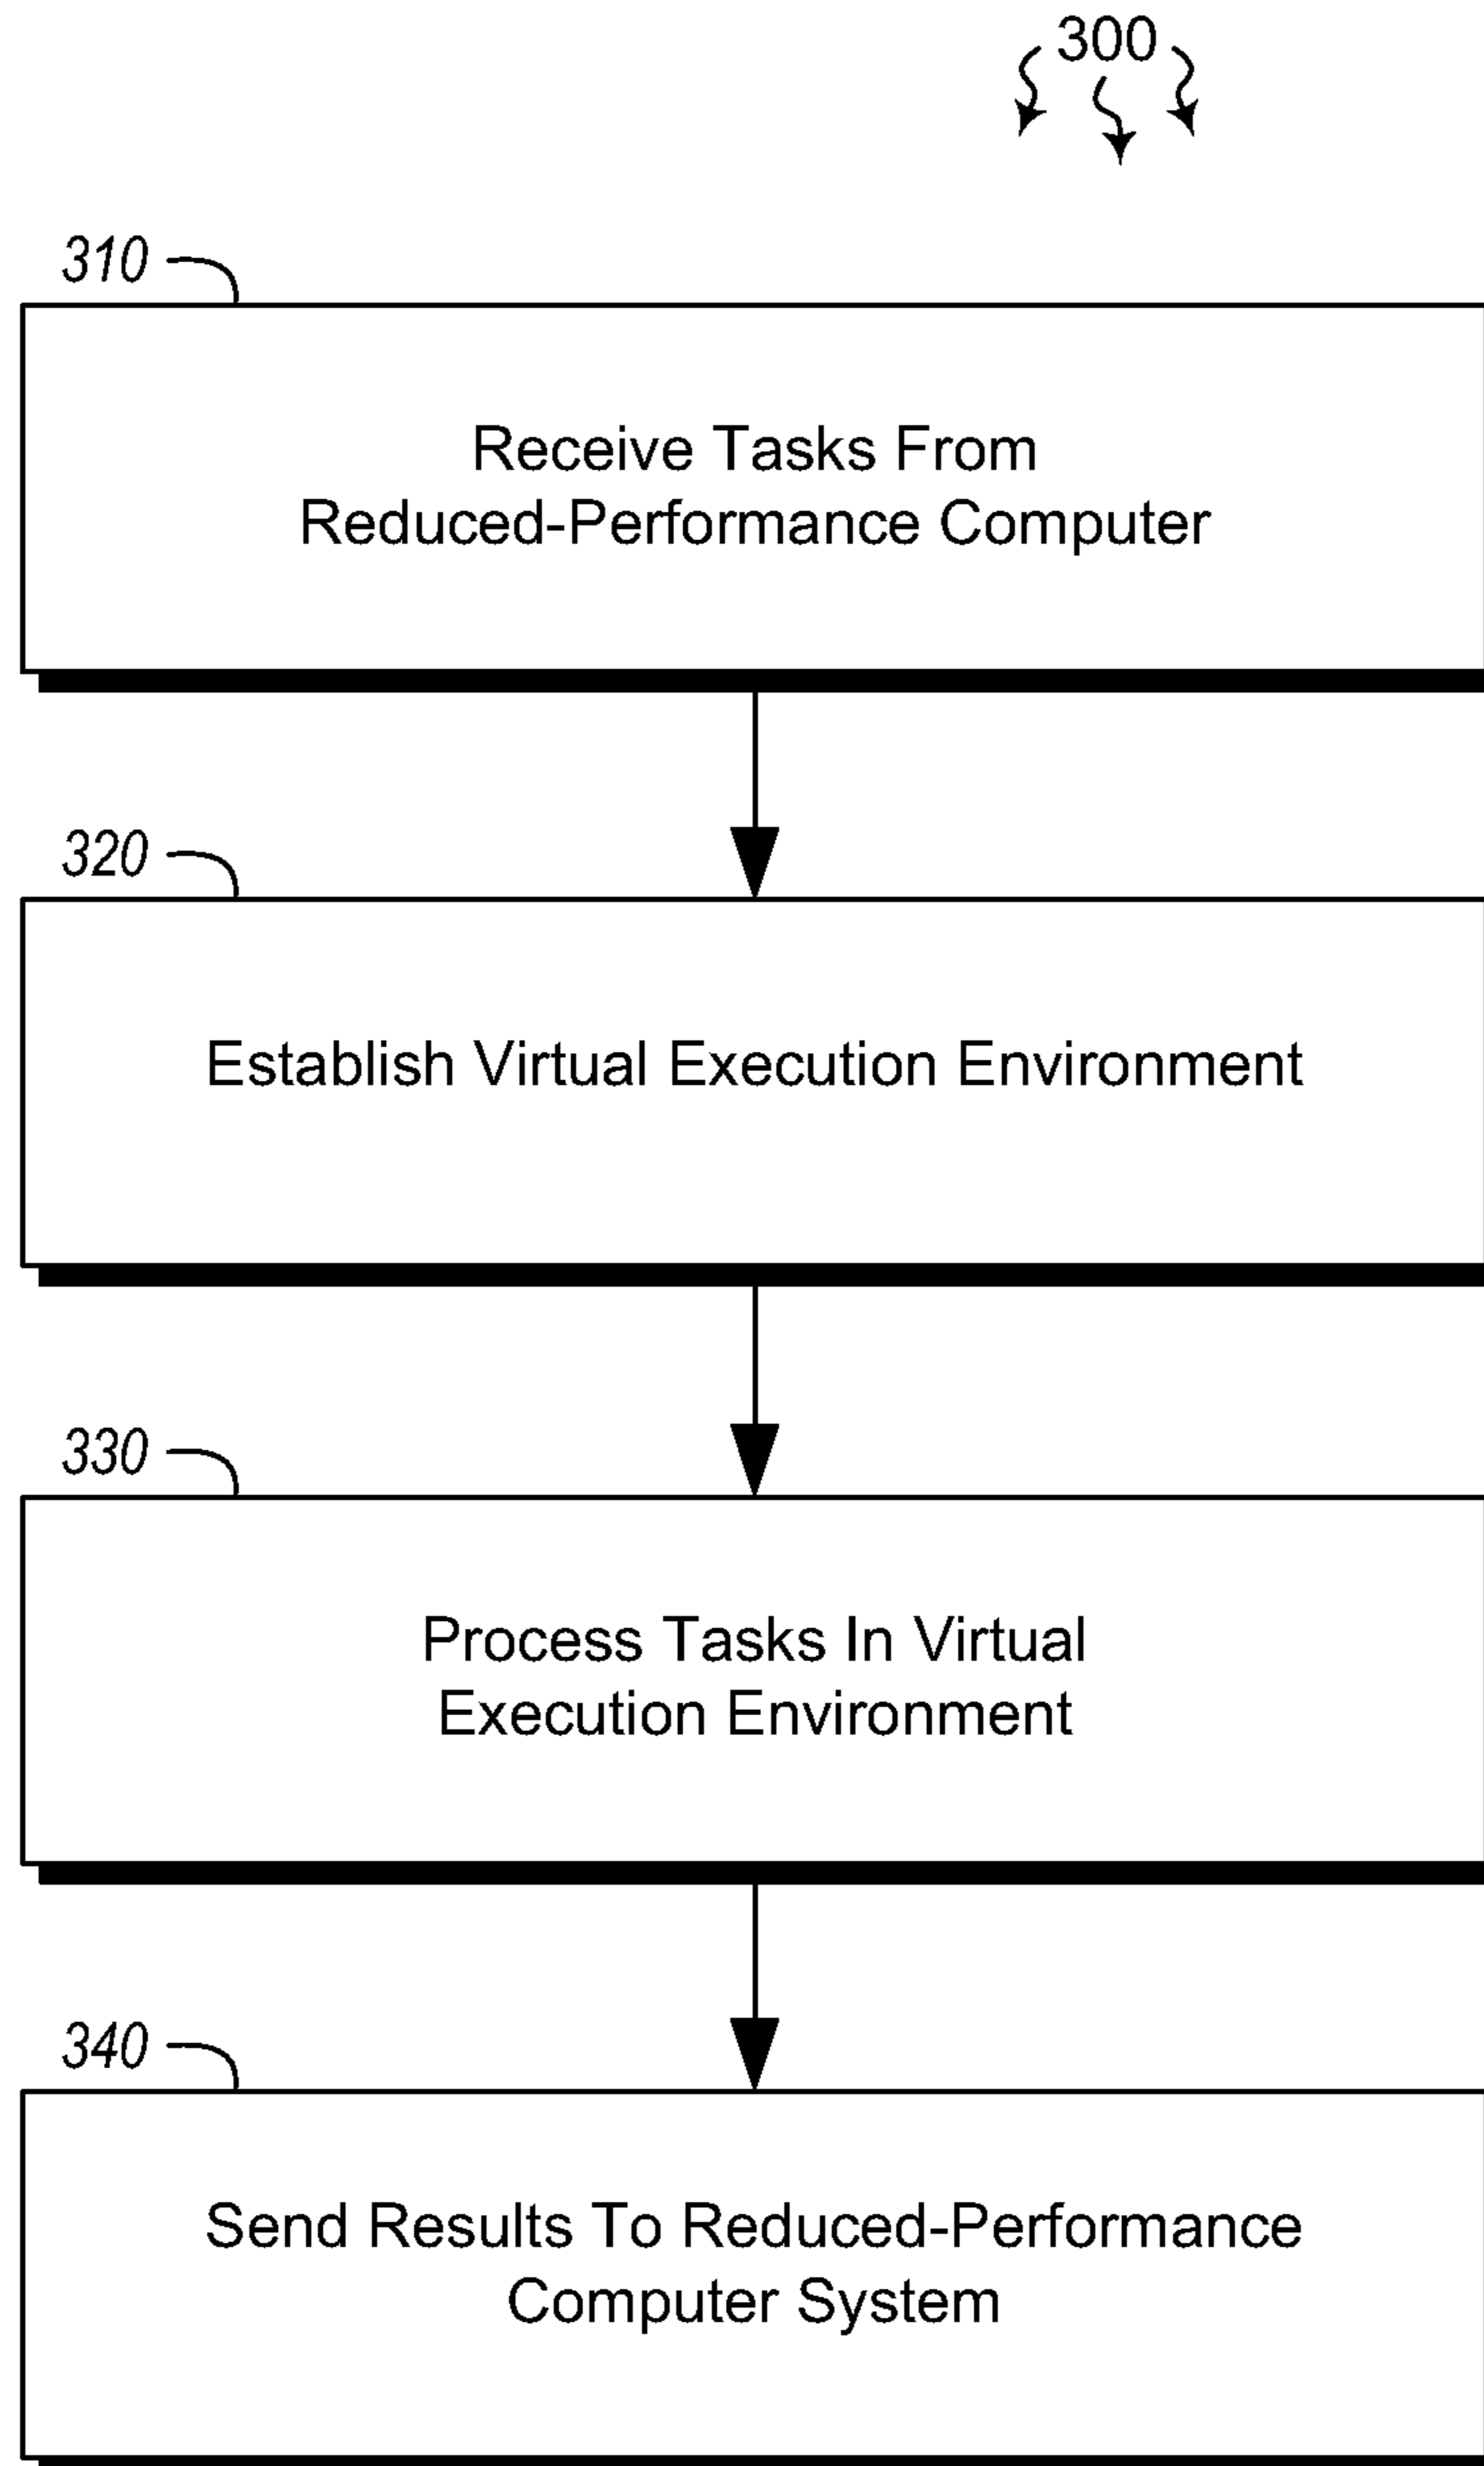 300
310
Receive Tasks From
Reduced-Performance Computer
320
Establish Virtual Execution Environment
330
Process Tasks In Virtual
Execution Environment
340
Send Results To Reduced-Performance
Computer System